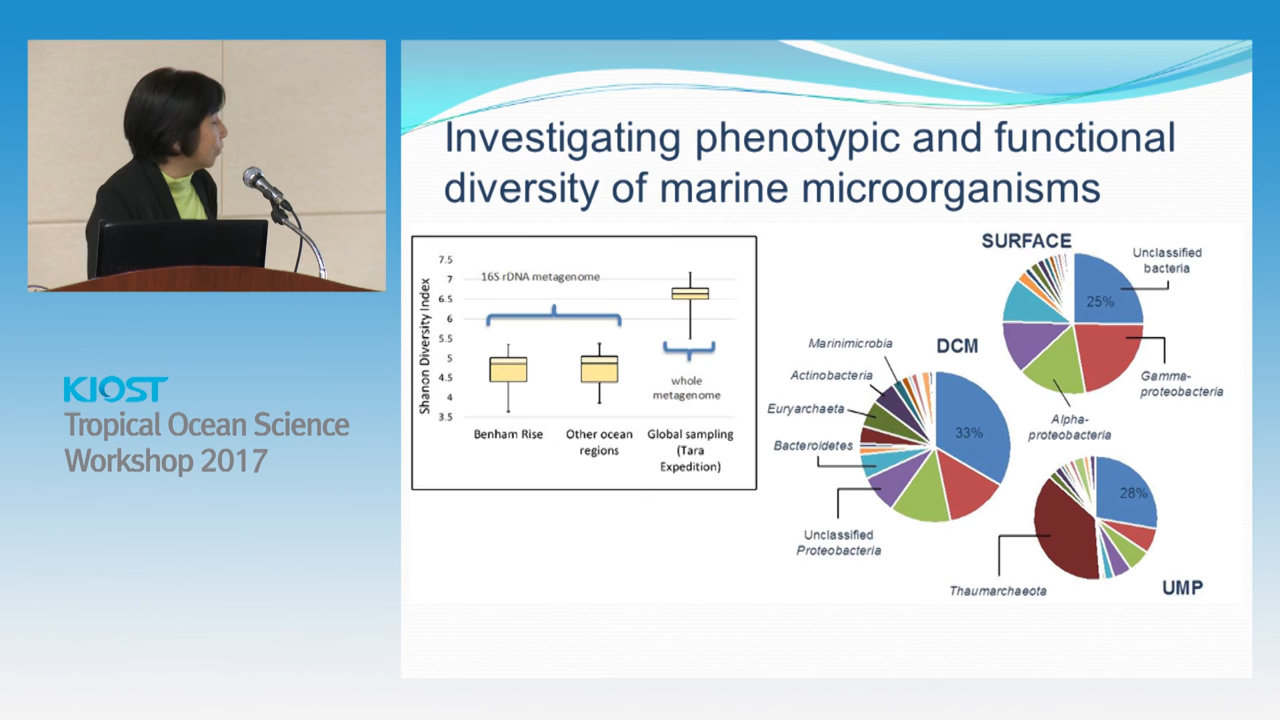 KIOST
Tropical Ocean Science
Workshop 2017
Investigating phenotypic and functional
diversity of marine microorganisms
Shannon Diversity Index
7.5
7
6.5
6
5.5
5
4.5
4
3.5
16S rDNA metagenome
whole
metagenome
Benham Rise
Other ocean
regions
Global sampling
(Tara
Expedition)
SURFACE
Unclassified
bacteria
25%
Gamma-
proteobacteria
Alpha-
proteobacteria
DCM
Marinimicrobia
Actinobacteria
Euryarchaeta
Bacteroidetes
33%
Unclassified
Proteobacteria
28%
Thaumarchaeota
UMP